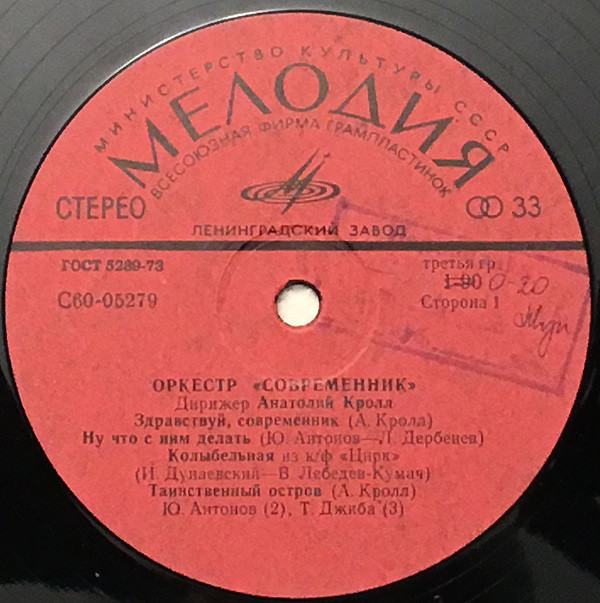 МИНИСТЕРСТВО КУЛЬТУРЫ СССР
МЕЛОДИЯ
ВСЕСОЮЗНАЯ ФИРМА ГРАМПЛАСТИНОК
СТЕРЕО
33
ЛЕНИНГРАДСКИЙ ЗАВОД
ГОСТ 5289-73
третья гр.
1-90 0-20
С60-05279
Сторона 1
ОРКЕСТР «СОВРЕМЕННИК»
Дирижер Анатолий Кролл
Здравствуй, современник (А. Кролл)
Ну что с ним делать (Ю. Антонов—Л. Дербенев)
Колыбельная из к/ф «Цирк»
(И. Дунаевский—В. Лебедев-Кумач)
Таинственный остров (А. Кролл)
Ю. Антонов (2), Т. Джиба (3)